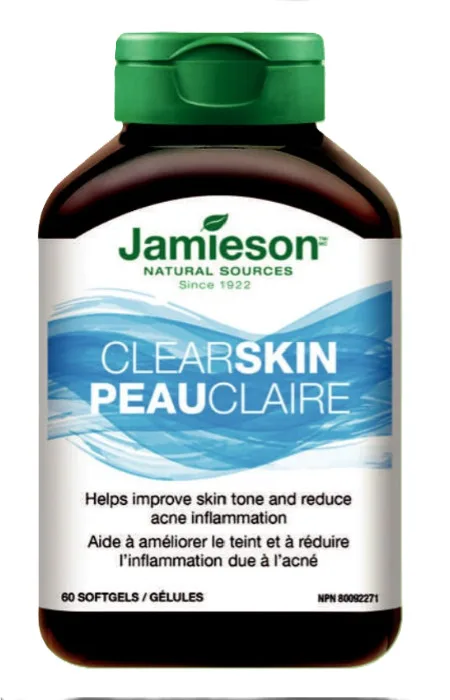 Jamieson™
NATURAL SOURCES
Since 1922
CLEARSKIN
PEAUCLAIRE
Helps improve skin tone and reduce
acne inflammation
Aide à améliorer le teint et à réduire
l'inflammation due à l'acné
60 SOFTGELS / GÉLULES NPN 80092271